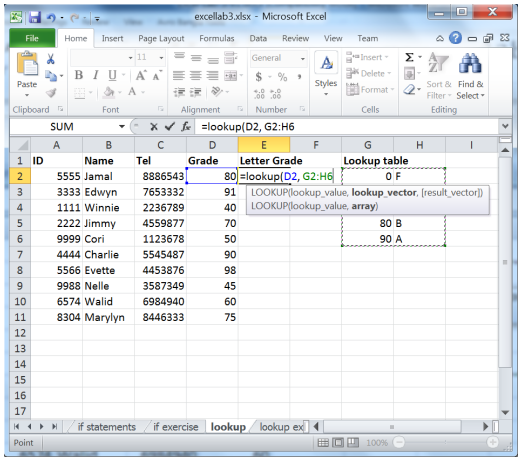 excellab3.xlsx - Microsoft Excel
File Home Insert Page Layout Formulas Data Review View Team
Paste
B I U
11 A A
A
General
$ % ,
.0 .00 .00 .0
Styles
Insert
Delete
Format
Σ
Sort & Filter
Find & Select
Clipboard Font Alignment Number Cells Editing
SUM fx =lookup(D2, G2:H6
A B C D E F G H I
1 ID Name Tel Grade Letter Grade Lookup table
2 5555 Jamal 8886543 80 =lookup(D2, G2:H6 0 F
3 3333 Edwyn 7653332 91
LOOKUP(lookup_value, lookup_vector, [result_vector])
4 1111 Winnie 2236789 40
LOOKUP(lookup_value, array)
5 2222 Jimmy 4559877 70 80 B
6 9999 Cori 1123678 50 90 A
7 4444 Charlie 5545487 90
8 5566 Evette 4453876 98
9 9988 Nelle 3587349 45
10 6574 Walid 6984940 60
11 8304 Marylyn 8446333 75
12
13
14
15
16
17
if statements if exercise lookup lookup ex
Point 100%